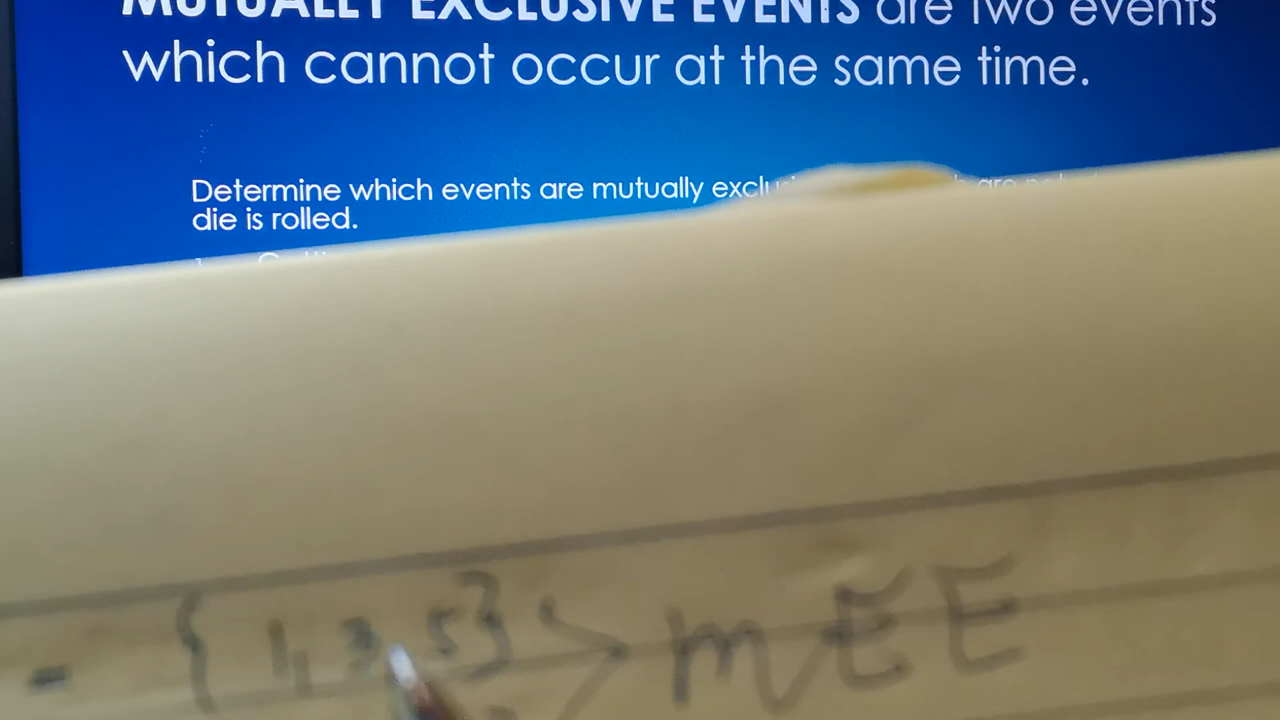 MUTUALLY EXCLUSIVE EVENTS are two events
which cannot occur at the same time.
Determine which events are mutually
die is rolled.
{1, 3, 5} > MEE